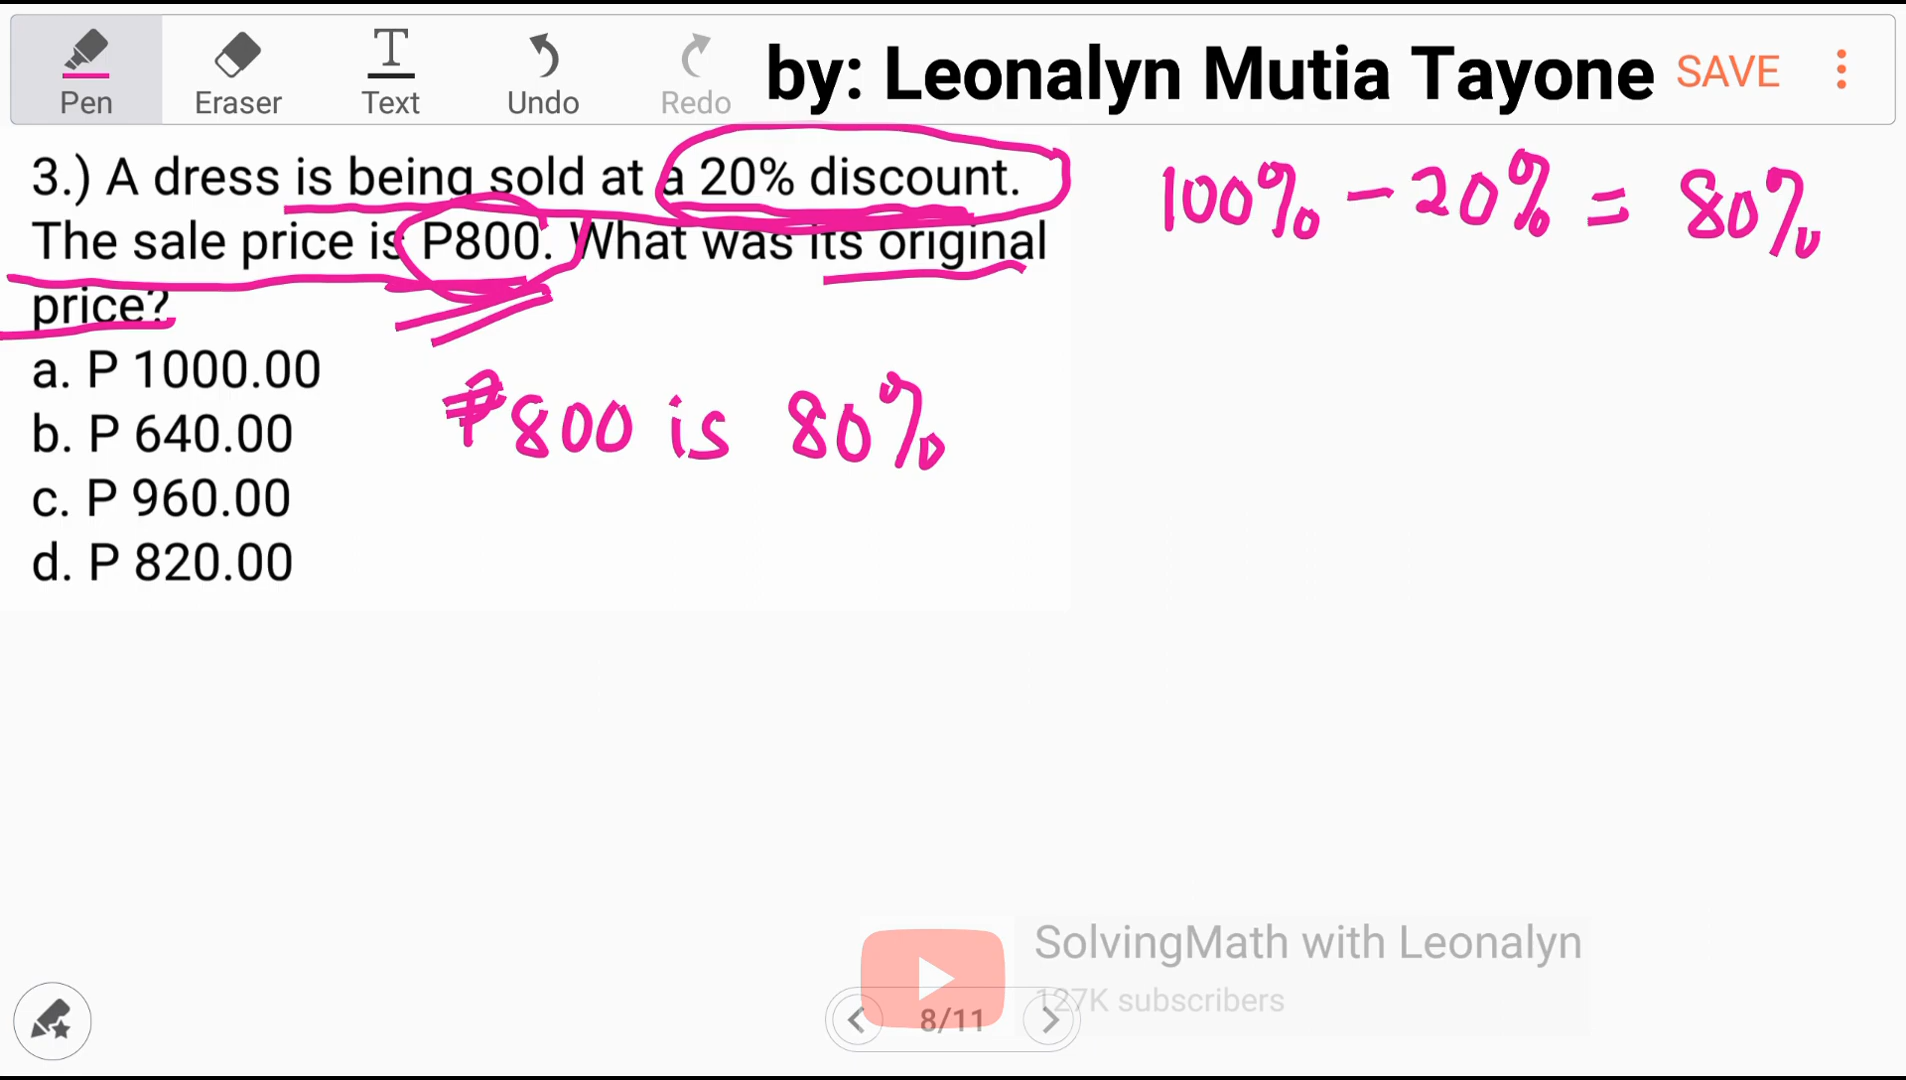 Pen Eraser Text Undo Redo by: Leonalyn Mutia Tayone SAVE
3.) A dress is being sold at a 20% discount.
The sale price is P800. What was its original
price?
a. P 1000.00
b. P 640.00
c. P 960.00
d. P 820.00
100% - 20% = 80%
₱800 is 80%
SolvingMath with Leonalyn
127K subscribers
8/11